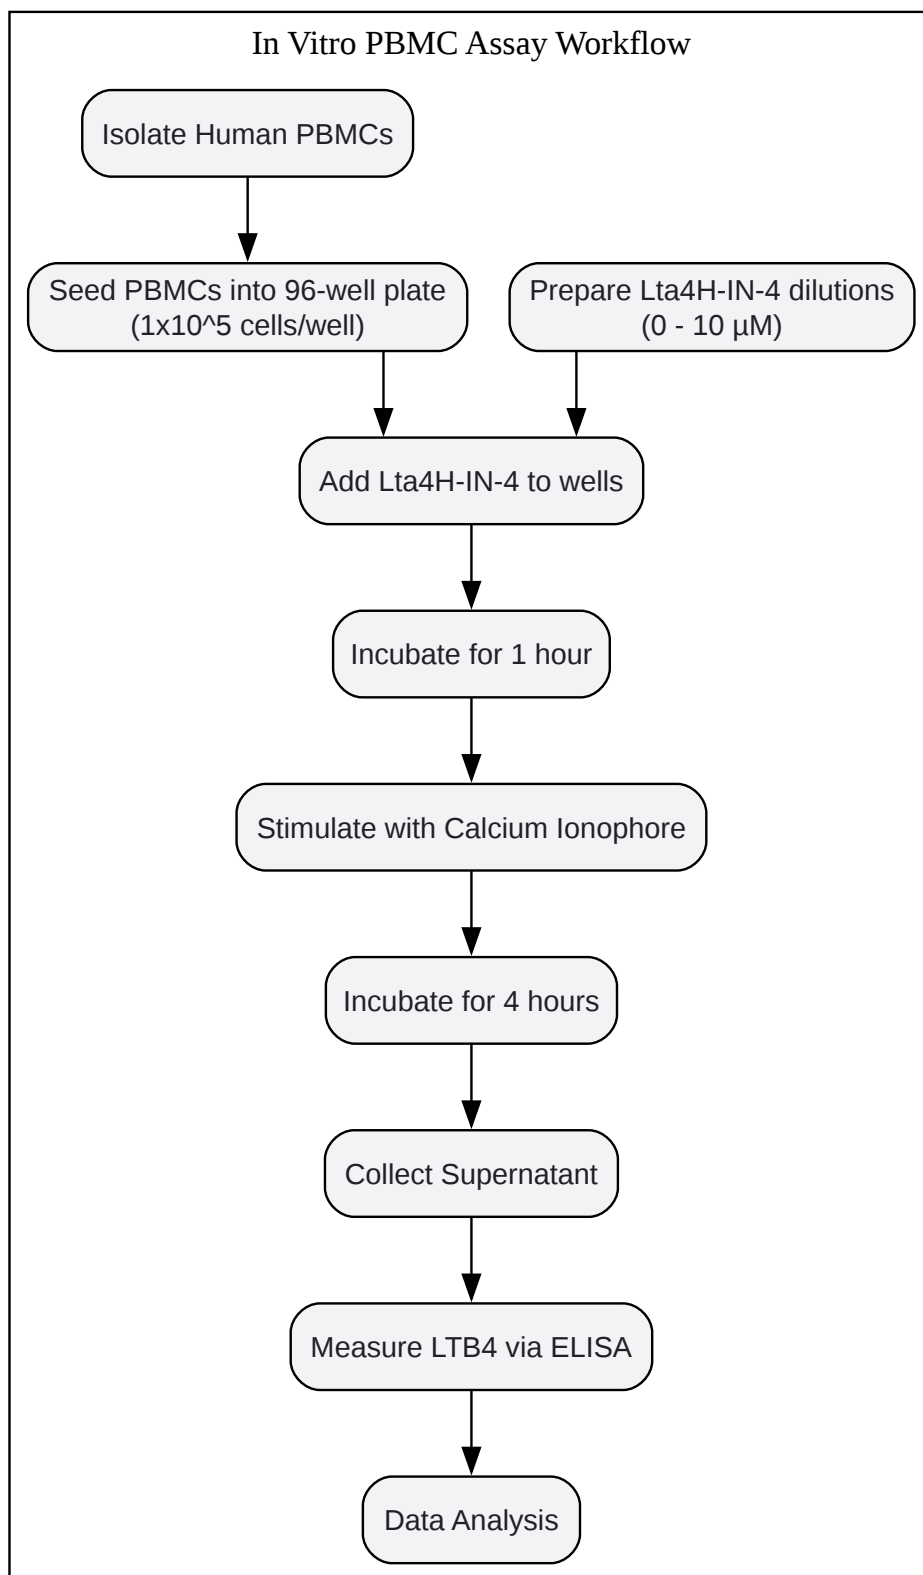 In Vitro PBMC Assay Workflow
Isolate Human PBMCs
Seed PBMCs into 96-well plate
(1x10^5 cells/well)
Prepare Lta4H-IN-4 dilutions
(0 - 10 µM)
Add Lta4H-IN-4 to wells
Incubate for 1 hour
Stimulate with Calcium Ionophore
Incubate for 4 hours
Collect Supernatant
Measure LTB4 via ELISA
Data Analysis